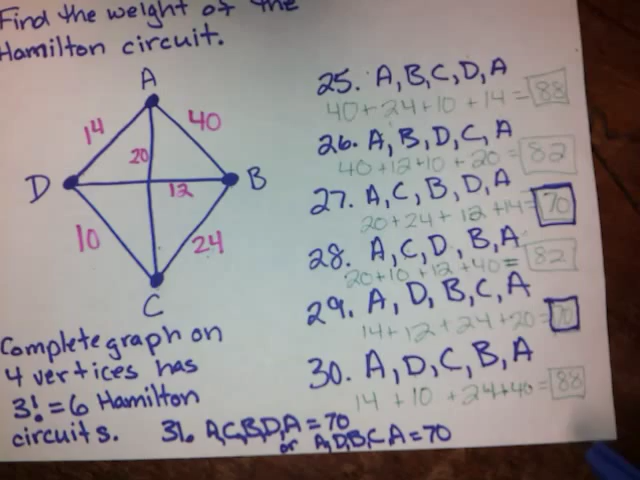 Find the weight of the
Hamilton circuit.
A
14
40
20
D
12
B
10
24
C
Complete graph on
4 vertices has
3! = 6 Hamilton
circuits.
25. A, B, C, D, A
40 + 24 + 10 + 14 = 88
26. A, B, D, C, A
40 + 12 + 10 + 20 = 82
27. A, C, B, D, A
20 + 24 + 12 + 14 = 70
28. A, C, D, B, A
20 + 10 + 12 + 40 = 82
29. A, D, B, C, A
14 + 12 + 24 + 20 = 70
30. A, D, C, B, A
14 + 10 + 24 + 40 = 88
31. A,C,B,D,A = 70
or A,D,B,C A = 70